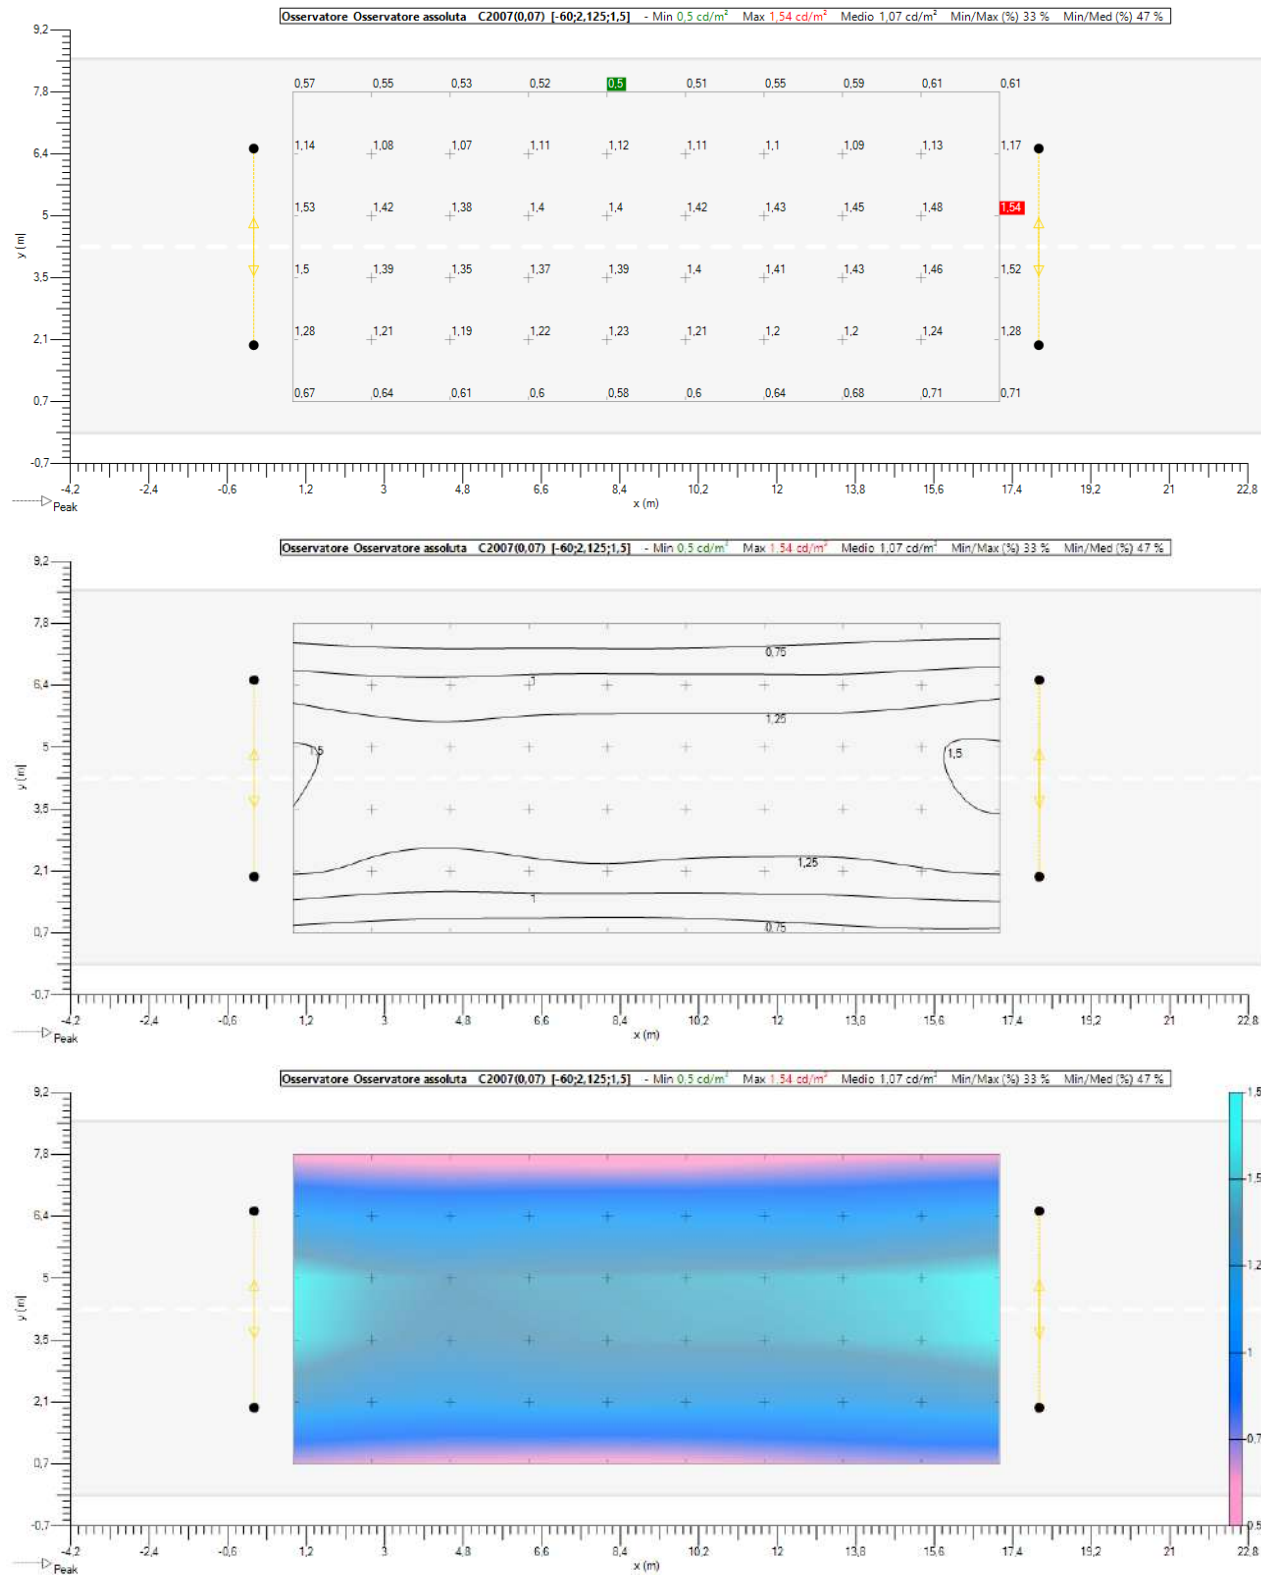 Osservatore Osservatore assoluta C2007(0,07) [-60;2,125;1,5] - Min 0,5 cd/m² Max 1,54 cd/m² Medio 1,07 cd/m² Min/Max (%) 33 % Min/Med (%) 47 %
9,2
0,57 0,55 0,53 0,52 0,5 0,51 0,55 0,59 0,61 0,61
7,8
1,14 1,08 1,07 1,11 1,12 1,11 1,1 1,09 1,13 1,17
6,4
1,53 1,42 1,38 1,4 1,4 1,42 1,43 1,45 1,48 1,54
5
y (m)
1,5 1,39 1,35 1,37 1,39 1,4 1,41 1,43 1,46 1,52
3,5
1,28 1,21 1,19 1,22 1,23 1,21 1,2 1,2 1,24 1,28
2,1
0,67 0,64 0,61 0,6 0,58 0,6 0,64 0,68 0,71 0,71
0,7
-0,7
-4,2 -2,4 -0,6 1,2 3 4,8 6,6 8,4 10,2 12 13,8 15,6 17,4 19,2 21 22,8
x (m)
Peak
Osservatore Osservatore assoluta C2007(0,07) [-60;2,125;1,5] - Min 0,5 cd/m² Max 1,54 cd/m² Medio 1,07 cd/m² Min/Max (%) 33 % Min/Med (%) 47 %
9,2
7,8
0,75
6,4
1
1,25
5
1,5 1,5
y (m)
3,5
2,1
1,25
1
0,75
0,7
-0,7
-4,2 -2,4 -0,6 1,2 3 4,8 6,6 8,4 10,2 12 13,8 15,6 17,4 19,2 21 22,8
x (m)
Peak
Osservatore Osservatore assoluta C2007(0,07) [-60;2,125;1,5] - Min 0,5 cd/m² Max 1,54 cd/m² Medio 1,07 cd/m² Min/Max (%) 33 % Min/Med (%) 47 %
9,2
1,5
7,8
1,5
6,4
1,2
5
y (m)
3,5
1
2,1
0,7
0,7
-0,7
0,5
-4,2 -2,4 -0,6 1,2 3 4,8 6,6 8,4 10,2 12 13,8 15,6 17,4 19,2 21 22,8
x (m)
Peak